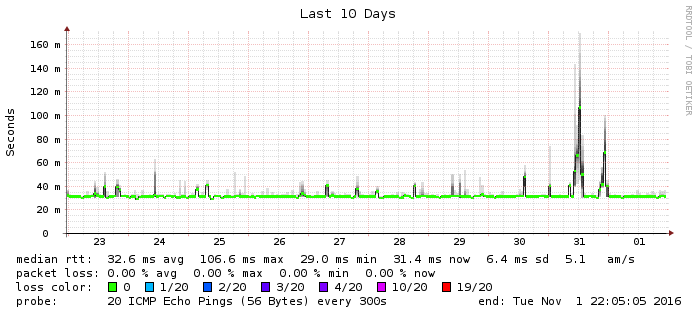 Last 10 Days
RRDTOOL / TOBI OETIKER
Seconds
160 m
140 m
120 m
100 m
80 m
60 m
40 m
20 m
0
23 24 25 26 27 28 29 30 31 01
median rtt: 32.6 ms avg 106.6 ms max 29.0 ms min 31.4 ms now 6.4 ms sd 5.1 am/s
packet loss: 0.00 % avg 0.00 % max 0.00 % min 0.00 % now
loss color: 0 1/20 2/20 3/20 4/20 10/20 19/20
probe: 20 ICMP Echo Pings (56 Bytes) every 300s end: Tue Nov 1 22:05:05 2016